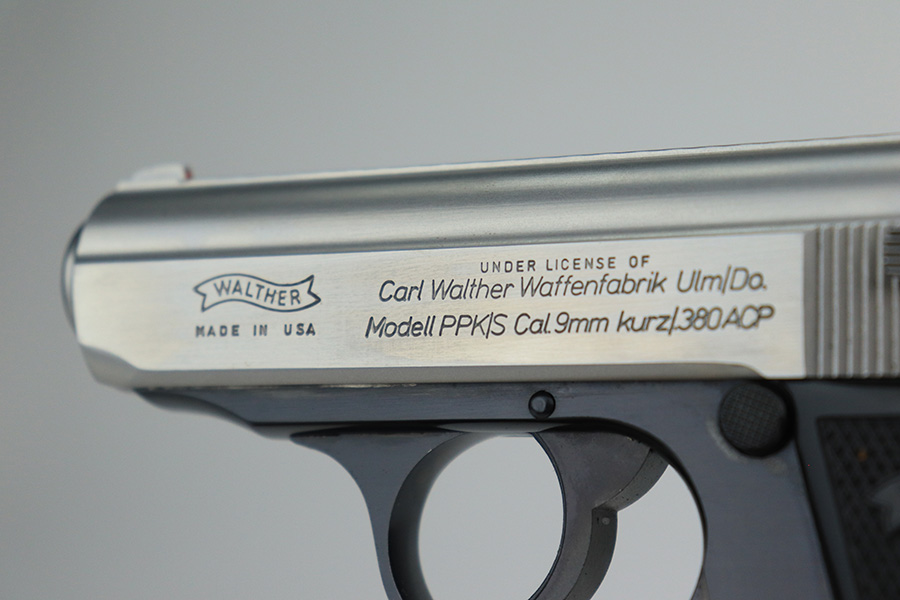 WALTHER
MADE IN USA
UNDER LICENSE OF
Carl Walther Waffenfabrik Ulm/Do.
Modell PPK/S Cal.9mm kurz/.380ACP